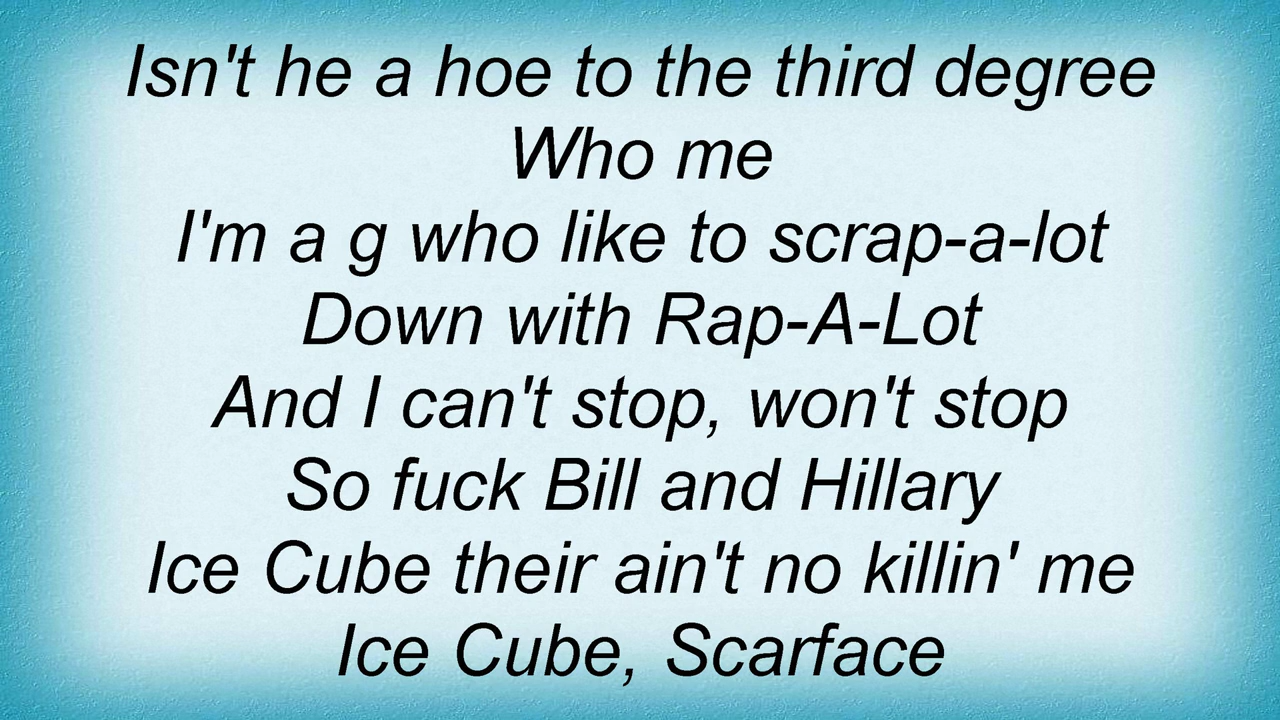 Isn't he a hoe to the third degree
Who me
I'm a g who like to scrap-a-lot
Down with Rap-A-Lot
And I can't stop, won't stop
So fuck Bill and Hillary
Ice Cube their ain't no killin' me
Ice Cube, Scarface